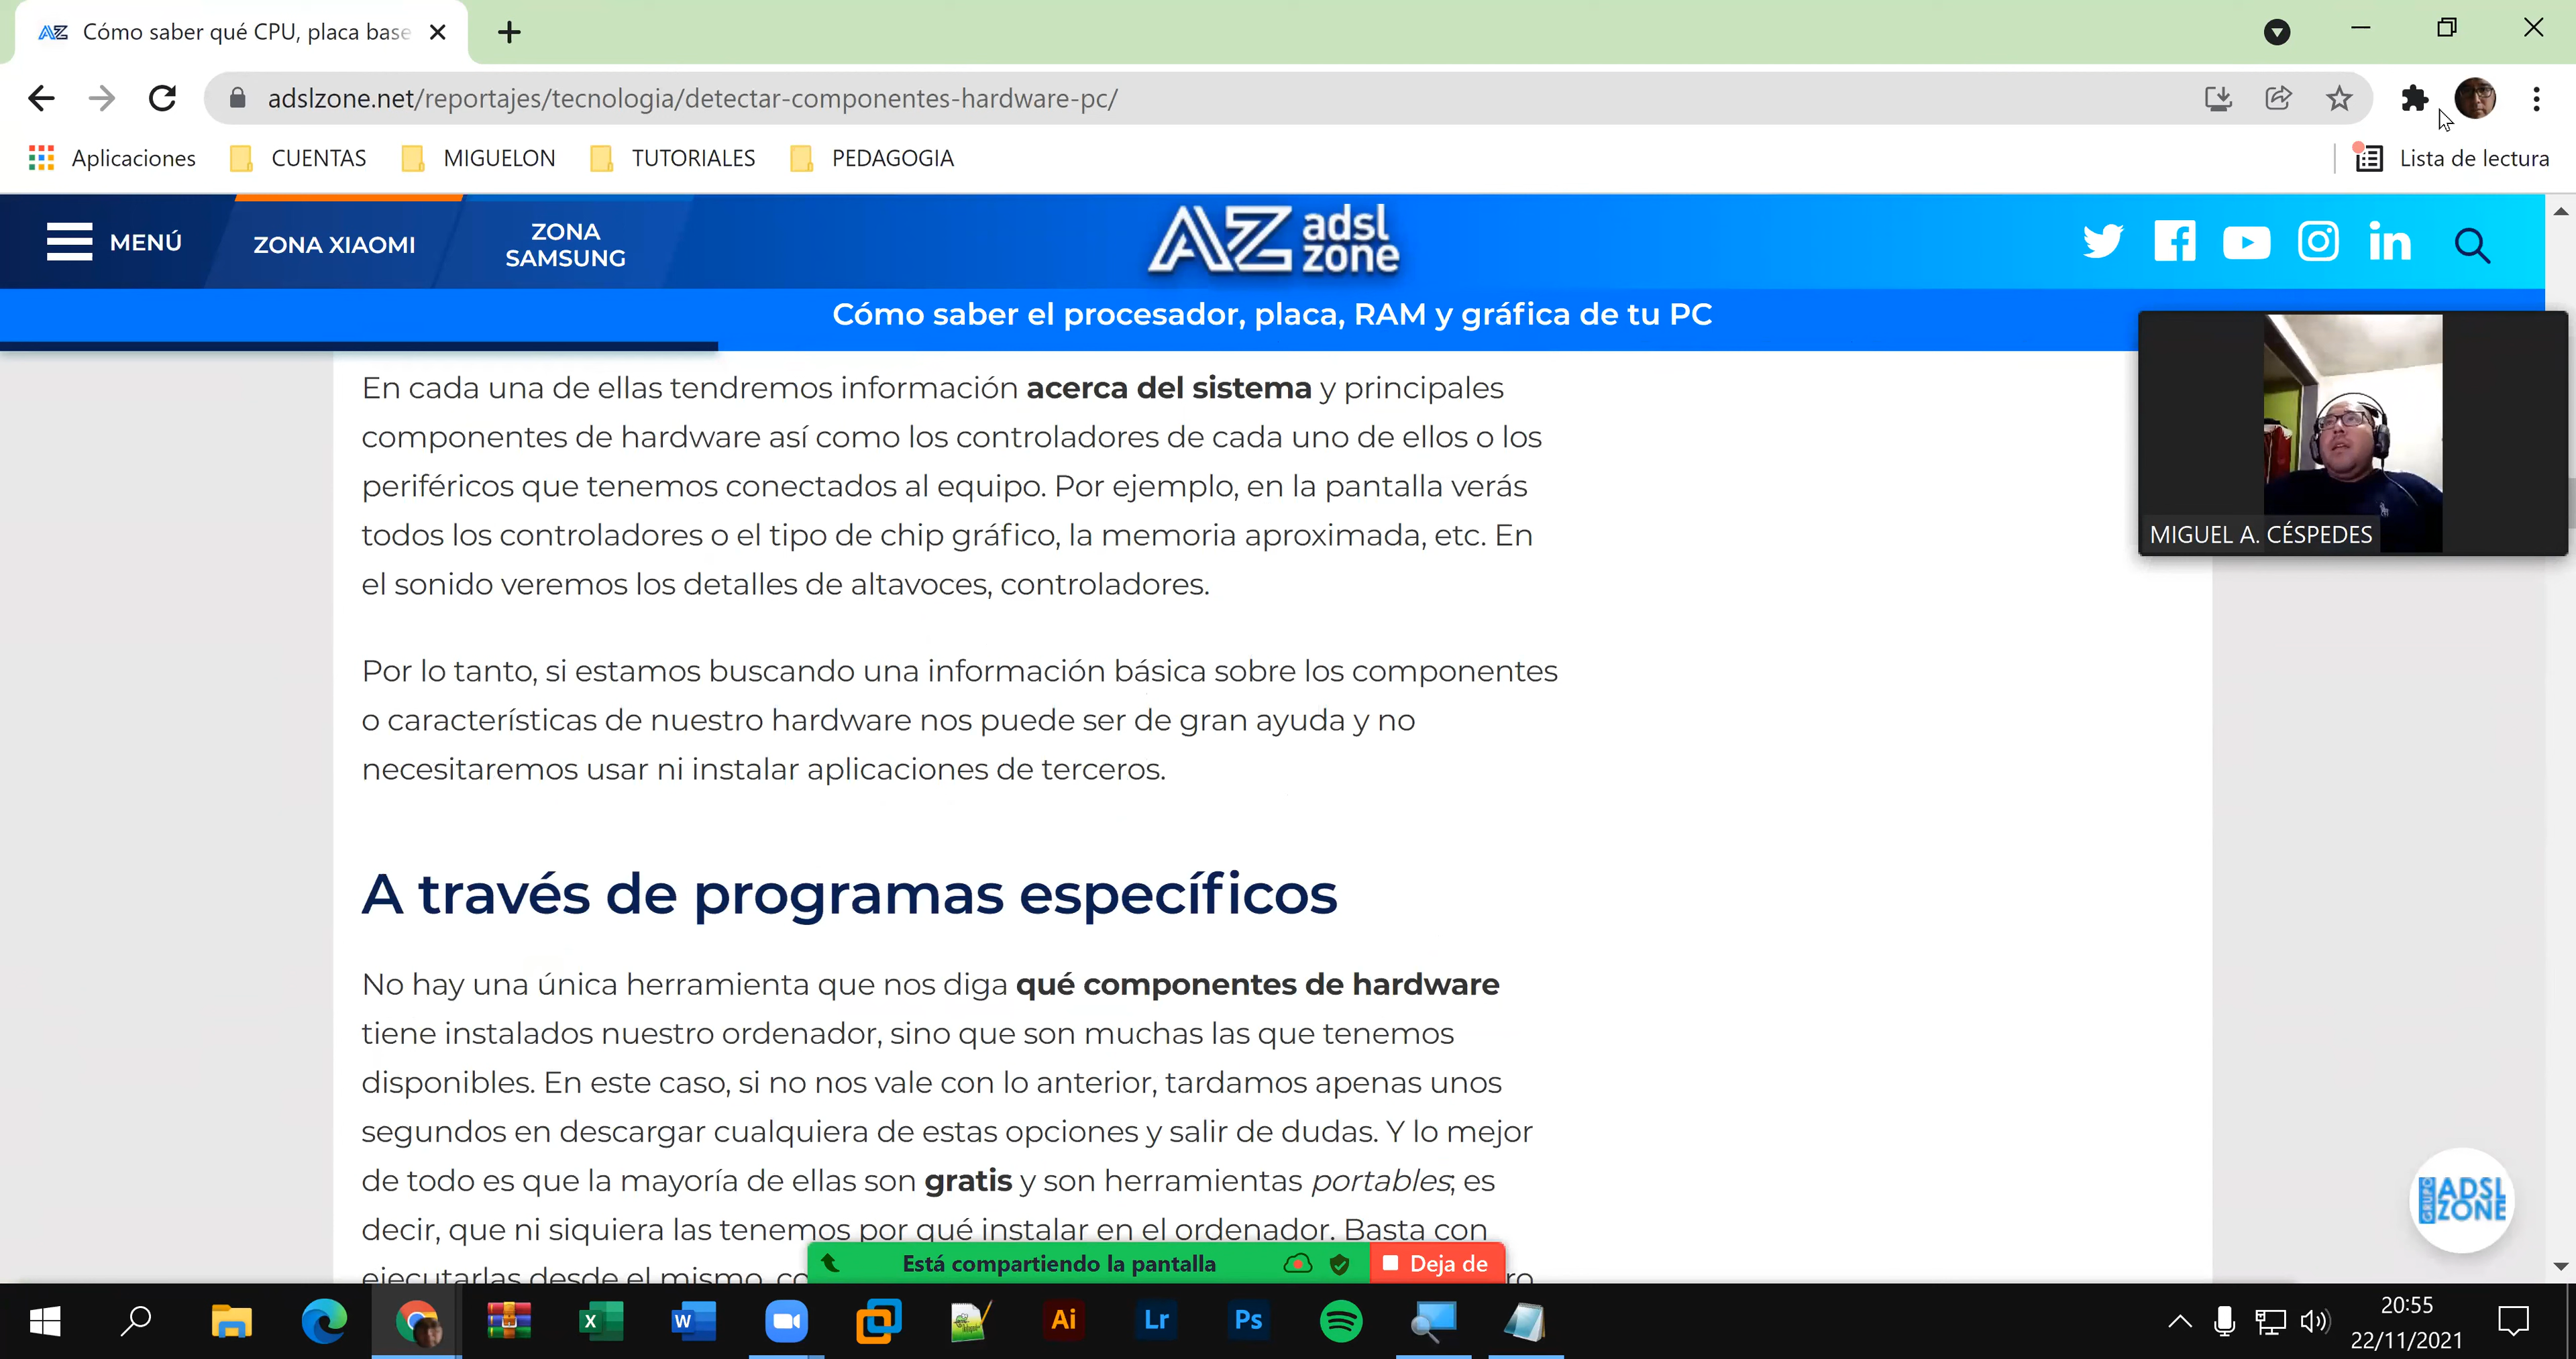 AZ Cómo saber qué CPU, placa base
adslzone.net/reportajes/tecnologia/detectar-componentes-hardware-pc/
Aplicaciones CUENTAS MIGUELON TUTORIALES PEDAGOGIA Lista de lectura
MENÚ ZONA XIAOMI ZONA SAMSUNG AZ adsl zone
Cómo saber el procesador, placa, RAM y gráfica de tu PC
En cada una de ellas tendremos información acerca del sistema y principales
componentes de hardware así como los controladores de cada uno de ellos o los
periféricos que tenemos conectados al equipo. Por ejemplo, en la pantalla verás
todos los controladores o el tipo de chip gráfico, la memoria aproximada, etc. En
el sonido veremos los detalles de altavoces, controladores.
MIGUEL A. CÉSPEDES
Por lo tanto, si estamos buscando una información básica sobre los componentes
o características de nuestro hardware nos puede ser de gran ayuda y no
necesitaremos usar ni instalar aplicaciones de terceros.
A través de programas específicos
No hay una única herramienta que nos diga qué componentes de hardware
tiene instalados nuestro ordenador, sino que son muchas las que tenemos
disponibles. En este caso, si no nos vale con lo anterior, tardamos apenas unos
segundos en descargar cualquiera de estas opciones y salir de dudas. Y lo mejor
de todo es que la mayoría de ellas son gratis y son herramientas portables; es
decir, que ni siquiera las tenemos por qué instalar en el ordenador. Basta con
ejecutarlas desde el mismo,
GRUPO ADSL ZONE
Está compartiendo la pantalla Deja de
Ai Lr Ps
20:55
22/11/2021